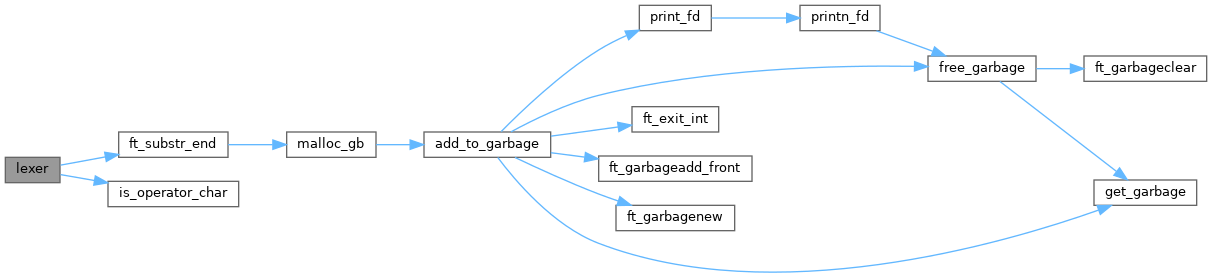 lexer
ft_substr_end
is_operator_char
malloc_gb
add_to_garbage
print_fd
printn_fd
free_garbage
ft_garbageclear
ft_exit_int
ft_garbageadd_front
ft_garbagenew
get_garbage